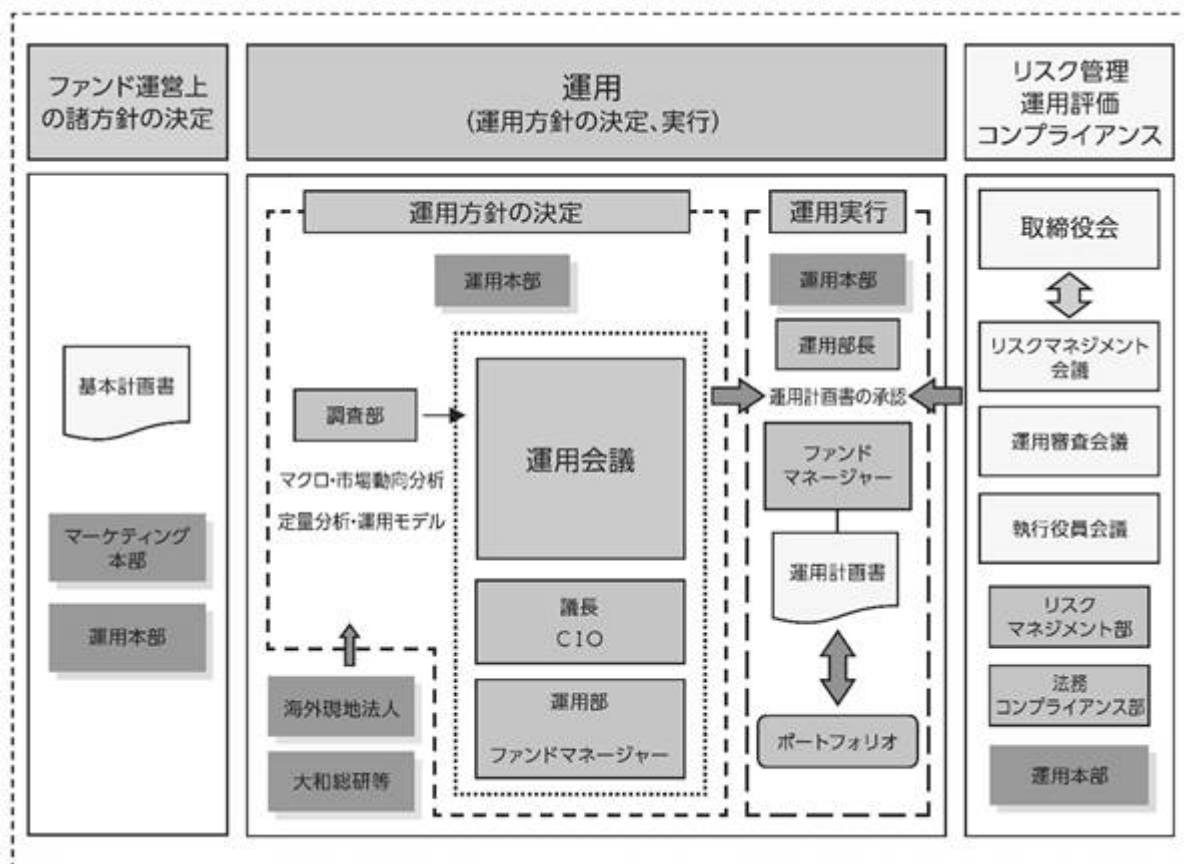 ファンド運営上
の諸方針の決定
運用
(運用方針の決定、実行)
リスク管理
運用評価
コンプライアンス
基本計画書
マーケティング
本部
運用本部
運用方針の決定
運用本部
調査部
マクロ・市場動向分析
定量分析・運用モデル
運用会議
議長
CIO
運用部
ファンドマネージャー
海外現地法人
大和総研等
運用実行
運用本部
運用部長
運用計画書の承認
ファンド
マネージャー
運用計画書
ポートフォリオ
取締役会
リスクマネジメント
会議
運用審査会議
執行役員会議
リスク
マネジメント部
法務
コンプライアンス部
運用本部